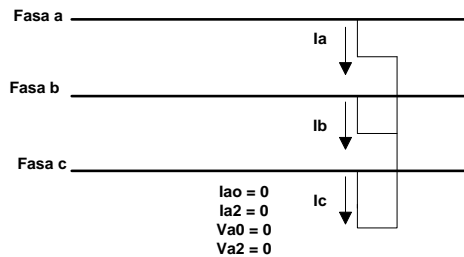 Fasa a
Ia
Fasa b
Ib
Fasa c
Ic
Iao = 0
Ia2 = 0
Va0 = 0
Va2 = 0